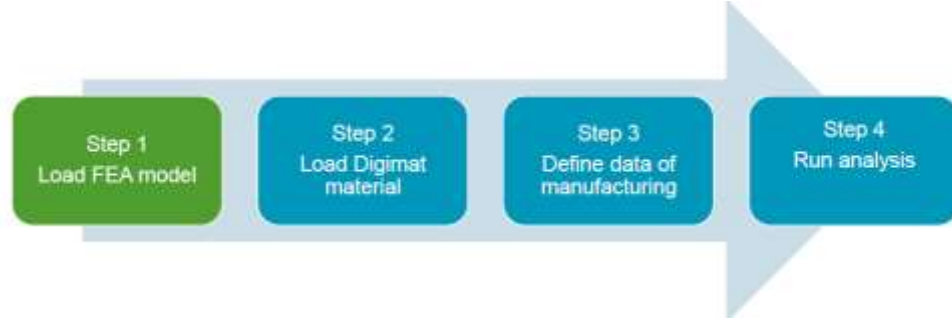 Step 1
Load FEA model
Step 2
Load Digimat
material
Step 3
Define data of
manufacturing
Step 4
Run analysis